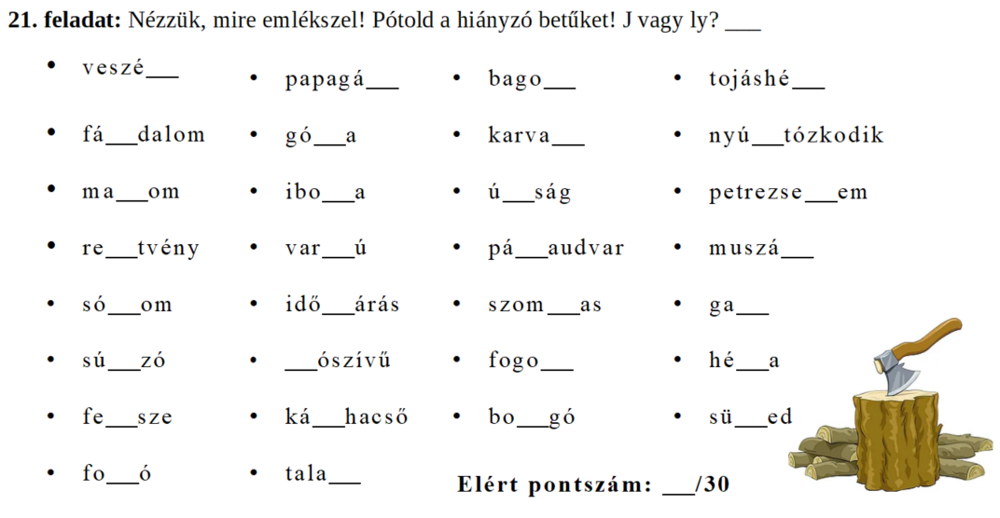 21. feladat: Nézzük, mire emlékszel! Pótold a hiányzó betűket! J vagy ly? ___
• veszé___
• fá___dalom
• ma___om
• re___tvény
• só___om
• sú___zó
• fe___sze
• fo___ó
• papagá___
• gó___a
• ibo___a
• var___ú
• idő___árás
• ___ószívű
• ká___hacső
• tala___
• bago___
• karva___
• ú___ság
• pá___audvar
• szom___as
• fogo___
• bo___gó
• tojáshé___
• nyú___tózkodik
• petrezse___em
• muszá___
• ga___
• hé___a
• sü___ed
Elért pontszám: ___/30